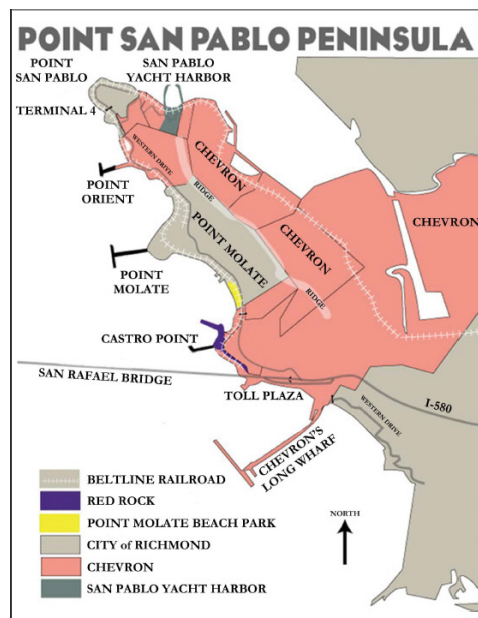 POINT SAN PABLO PENINSULA
POINT
SAN PABLO
SAN PABLO
YACHT HARBOR
TERMINAL 4
WESTERN DRIVE
CHEVRON
POINT
ORIENT
RIDGE
POINT MOLATE
CHEVRON
CHEVRON
POINT
MOLATE
RIDGE
CASTRO POINT
SAN RAFAEL BRIDGE
TOLL PLAZA
I-580
WESTERN DRIVE
CHEVRON'S
LONG WHARF
BELTLINE RAILROAD
RED ROCK
POINT MOLATE BEACH PARK
CITY of RICHMOND
CHEVRON
SAN PABLO YACHT HARBOR
NORTH